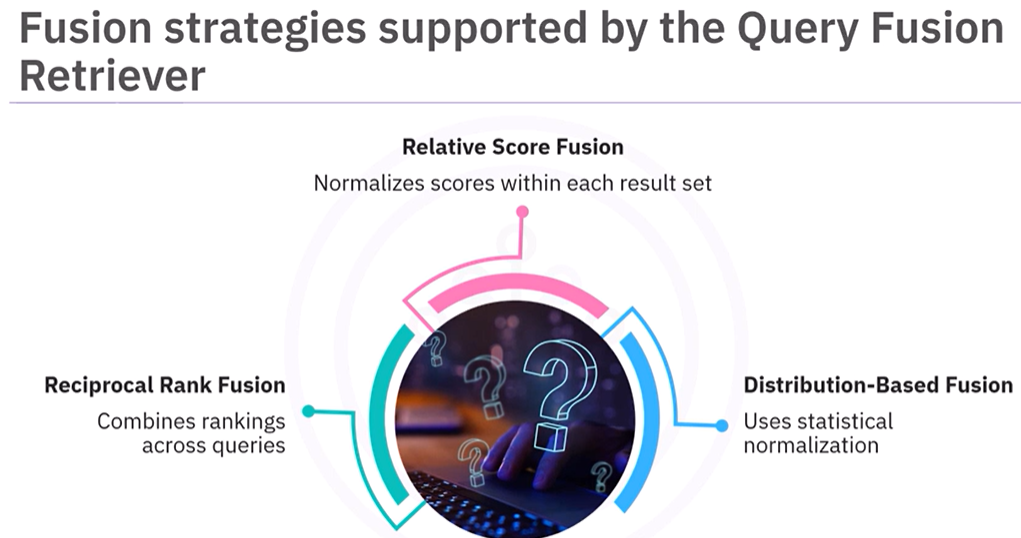 Fusion strategies supported by the Query Fusion
Retriever
Relative Score Fusion
Normalizes scores within each result set
Reciprocal Rank Fusion
Combines rankings
across queries
Distribution-Based Fusion
Uses statistical
normalization